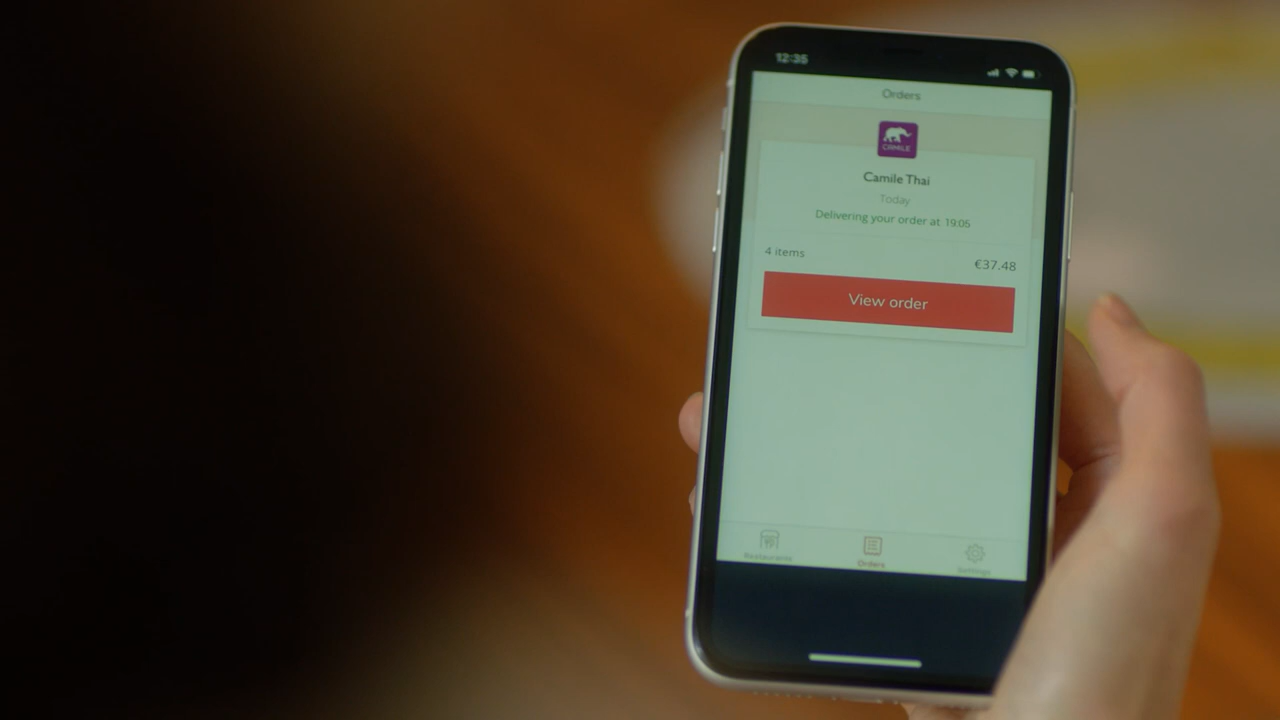 12:35
Orders
CAMILE
Camile Thai
Today
Delivering your order at 19:05
4 items
€37.48
View order
Restaurants
Orders
Settings